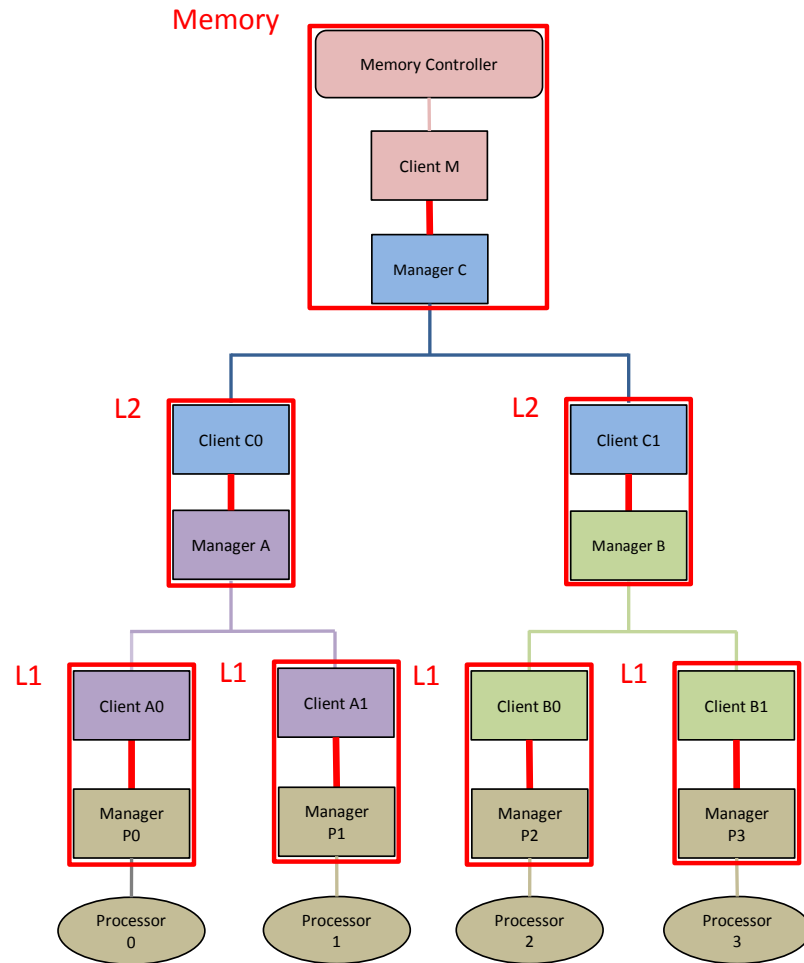 Memory
Memory Controller
Client M
Manager C
L2
L2
Client C0
Client C1
Manager A
Manager B
L1
L1
L1
L1
Client A0
Client A1
Client B0
Client B1
Manager
P0
Manager
P1
Manager
P2
Manager
P3
Processor
0
Processor
1
Processor
2
Processor
3